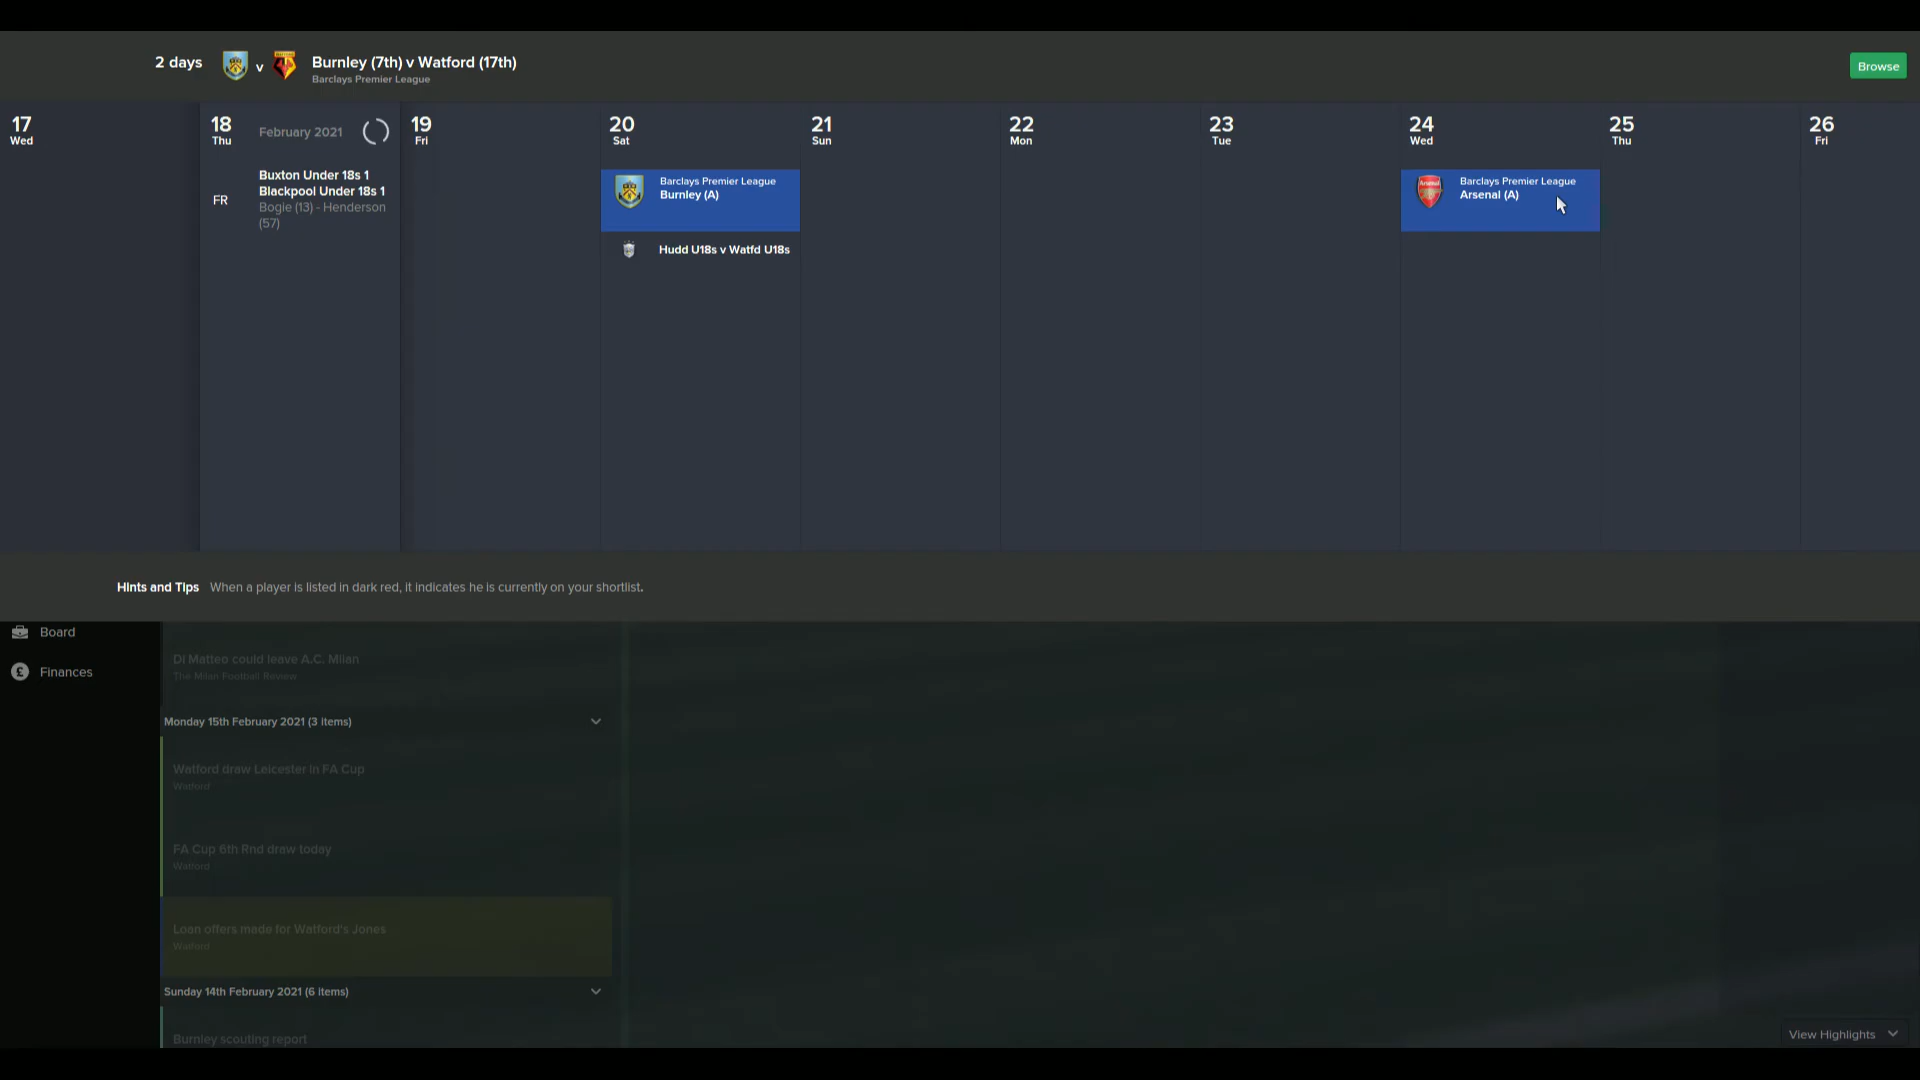 2 days
v
Burnley (7th) v Watford (17th)
Barclays Premier League
Browse
17
Wed
18
Thu
February 2021
19
Fri
20
Sat
21
Sun
22
Mon
23
Tue
24
Wed
25
Thu
26
Fri
FR
Buxton Under 18s 1
Blackpool Under 18s 1
Bogie (13) - Henderson
(57)
Barclays Premier League
Burnley (A)
Hudd U18s v Watfd U18s
Arsenal
Barclays Premier League
Arsenal (A)
Hints and Tips When a player is listed in dark red, it indicates he is currently on your shortlist.
Board
Finances
Di Matteo could leave A.C. Milan
The Milan Football Review
Monday 15th February 2021 (3 items)
Watford draw Leicester in FA Cup
Watford
FA Cup 6th Rnd draw today
Watford
Loan offers made for Watford's Jones
Watford
Sunday 14th February 2021 (6 items)
Burnley scouting report
View Highlights